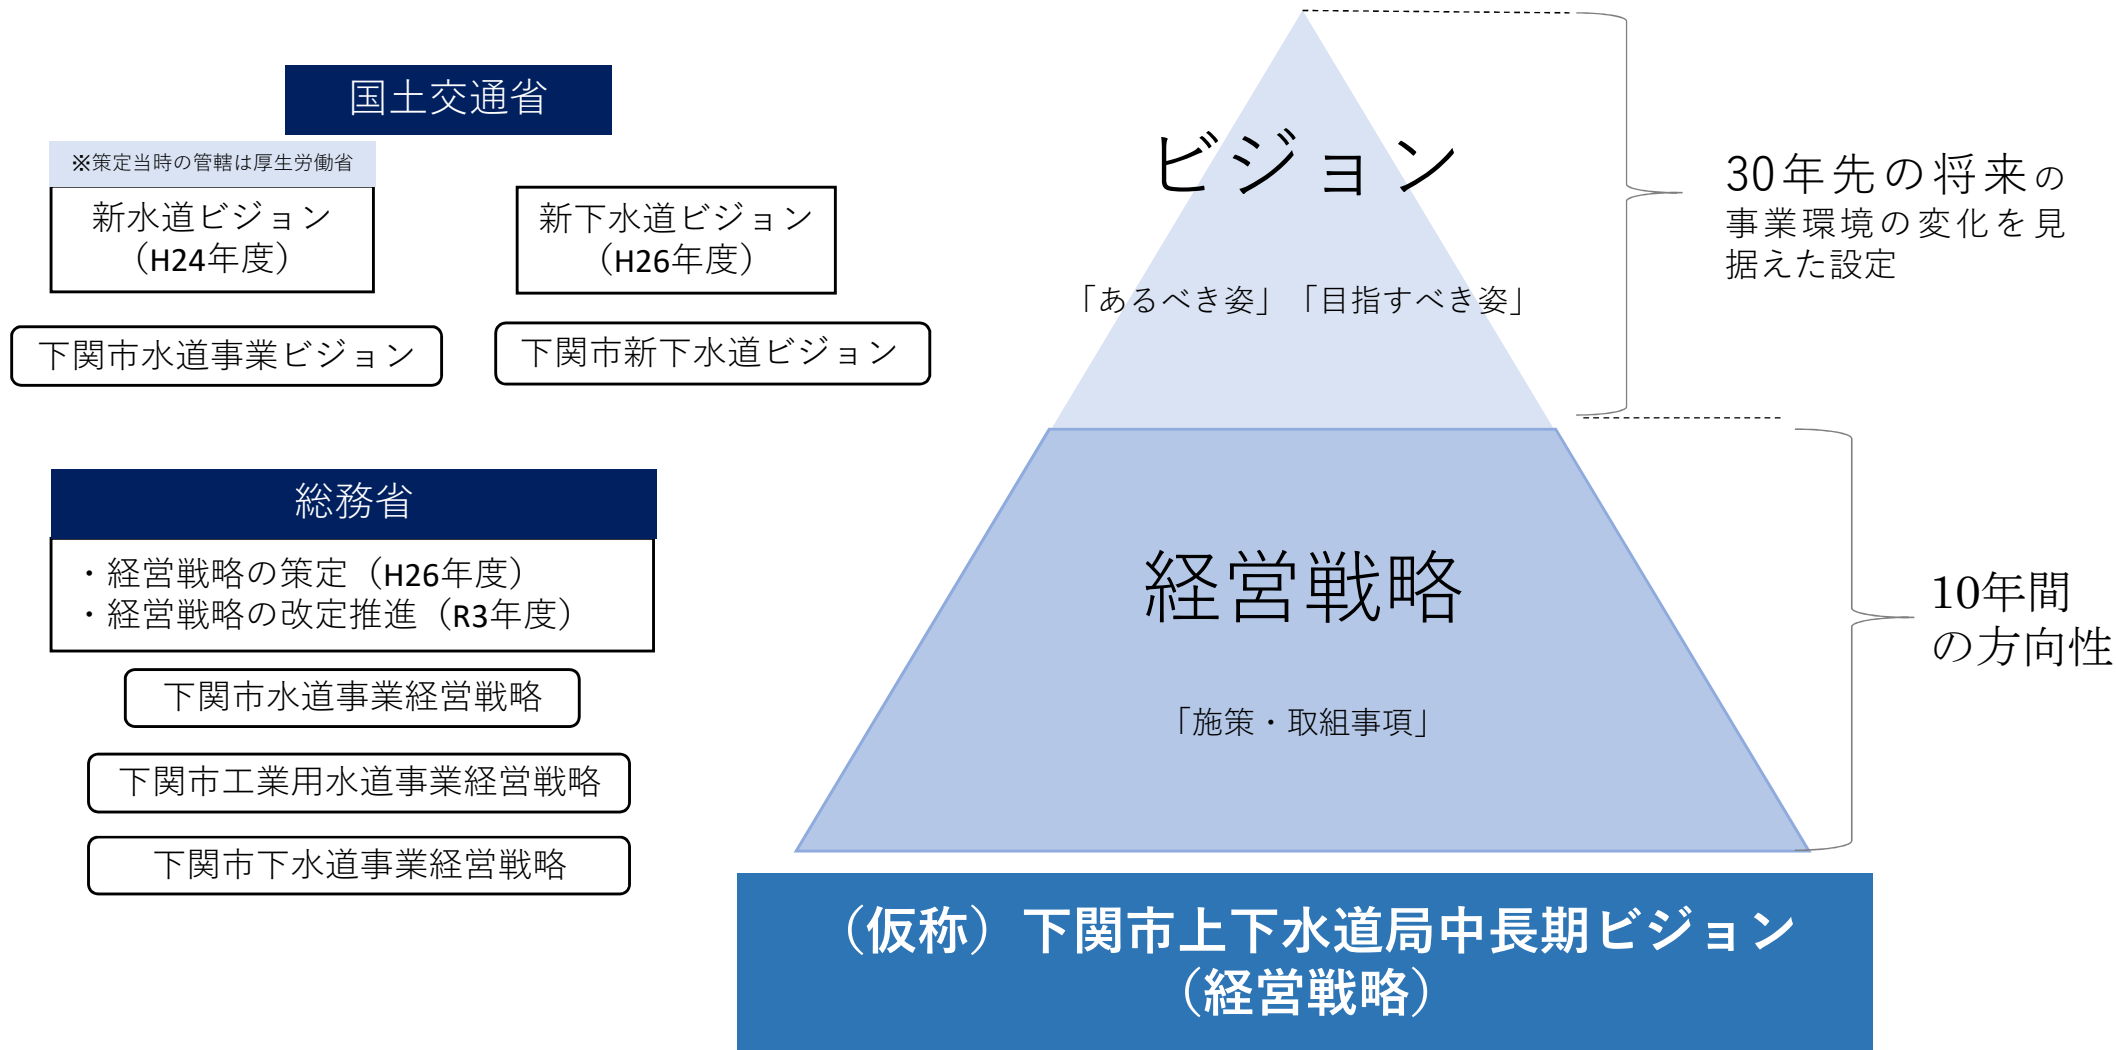 国土交通省
※策定当時の管轄は厚生労働省
新水道ビジョン
（H24年度）
新下水道ビジョン
（H26年度）
下関市水道事業ビジョン
下関市新下水道ビジョン
総務省
・経営戦略の策定（H26年度）
・経営戦略の改定推進（R3年度）
下関市水道事業経営戦略
下関市工業用水道事業経営戦略
下関市下水道事業経営戦略
ビジョン
「あるべき姿」「目指すべき姿」
30年先の将来の
事業環境の変化を見
据えた設定
経営戦略
「施策・取組事項」
10年間
の方向性
（仮称）下関市上下水道局中長期ビジョン
（経営戦略）